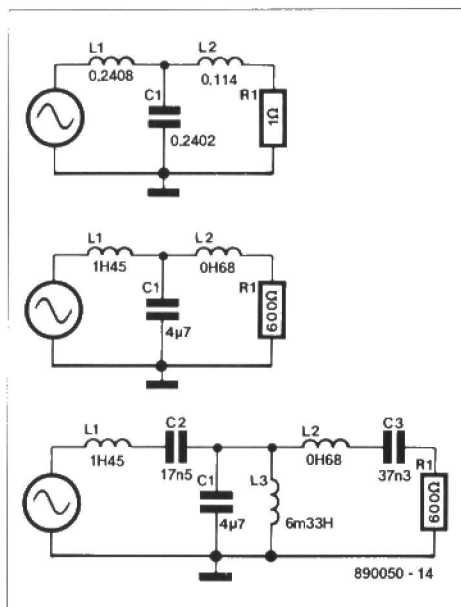 L1
0.2408
L2
0.114
C1
0.2402
R1
1Ω
L1
1H45
L2
0H68
C1
4µ7
R1
600Ω
L1
1H45
C2
17n5
L2
0H68
C3
37n3
C1
4µ7
L3
6m33H
R1
600Ω
890050 - 14